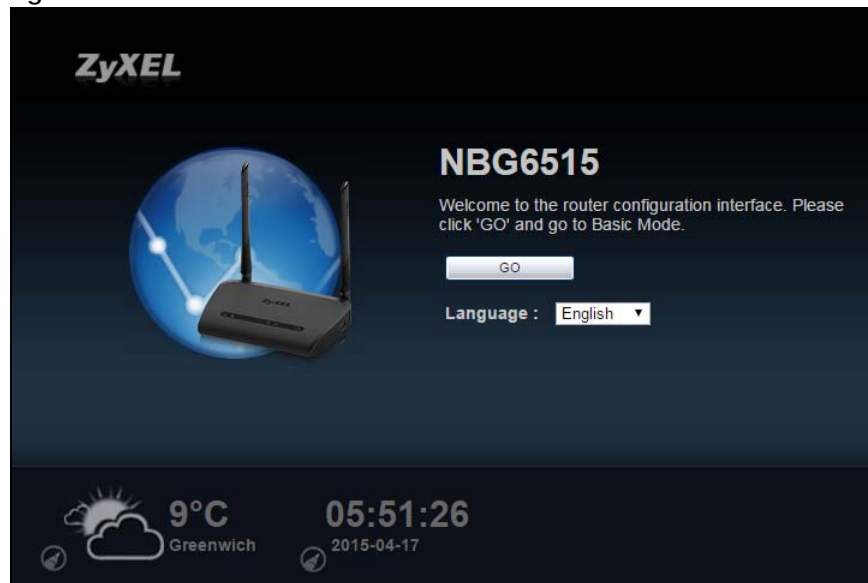 ZyXEL
NBG6515
Welcome to the router configuration interface. Please
click 'GO' and go to Basic Mode.
GO
Language : English
ZyXEL
9°C
Greenwich
05:51:26
2015-04-17